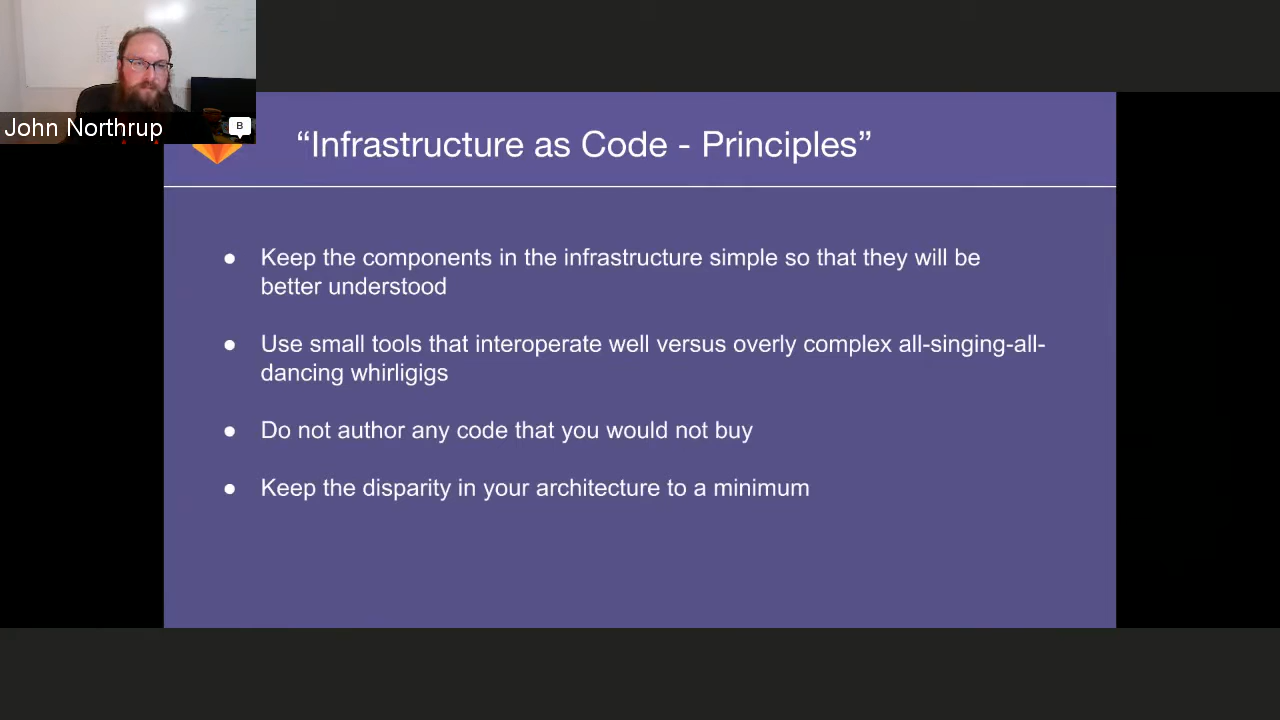 John Northrup
B
“Infrastructure as Code - Principles”
● Keep the components in the infrastructure simple so that they will be
better understood
● Use small tools that interoperate well versus overly complex all-singing-all-
dancing whirligigs
● Do not author any code that you would not buy
● Keep the disparity in your architecture to a minimum